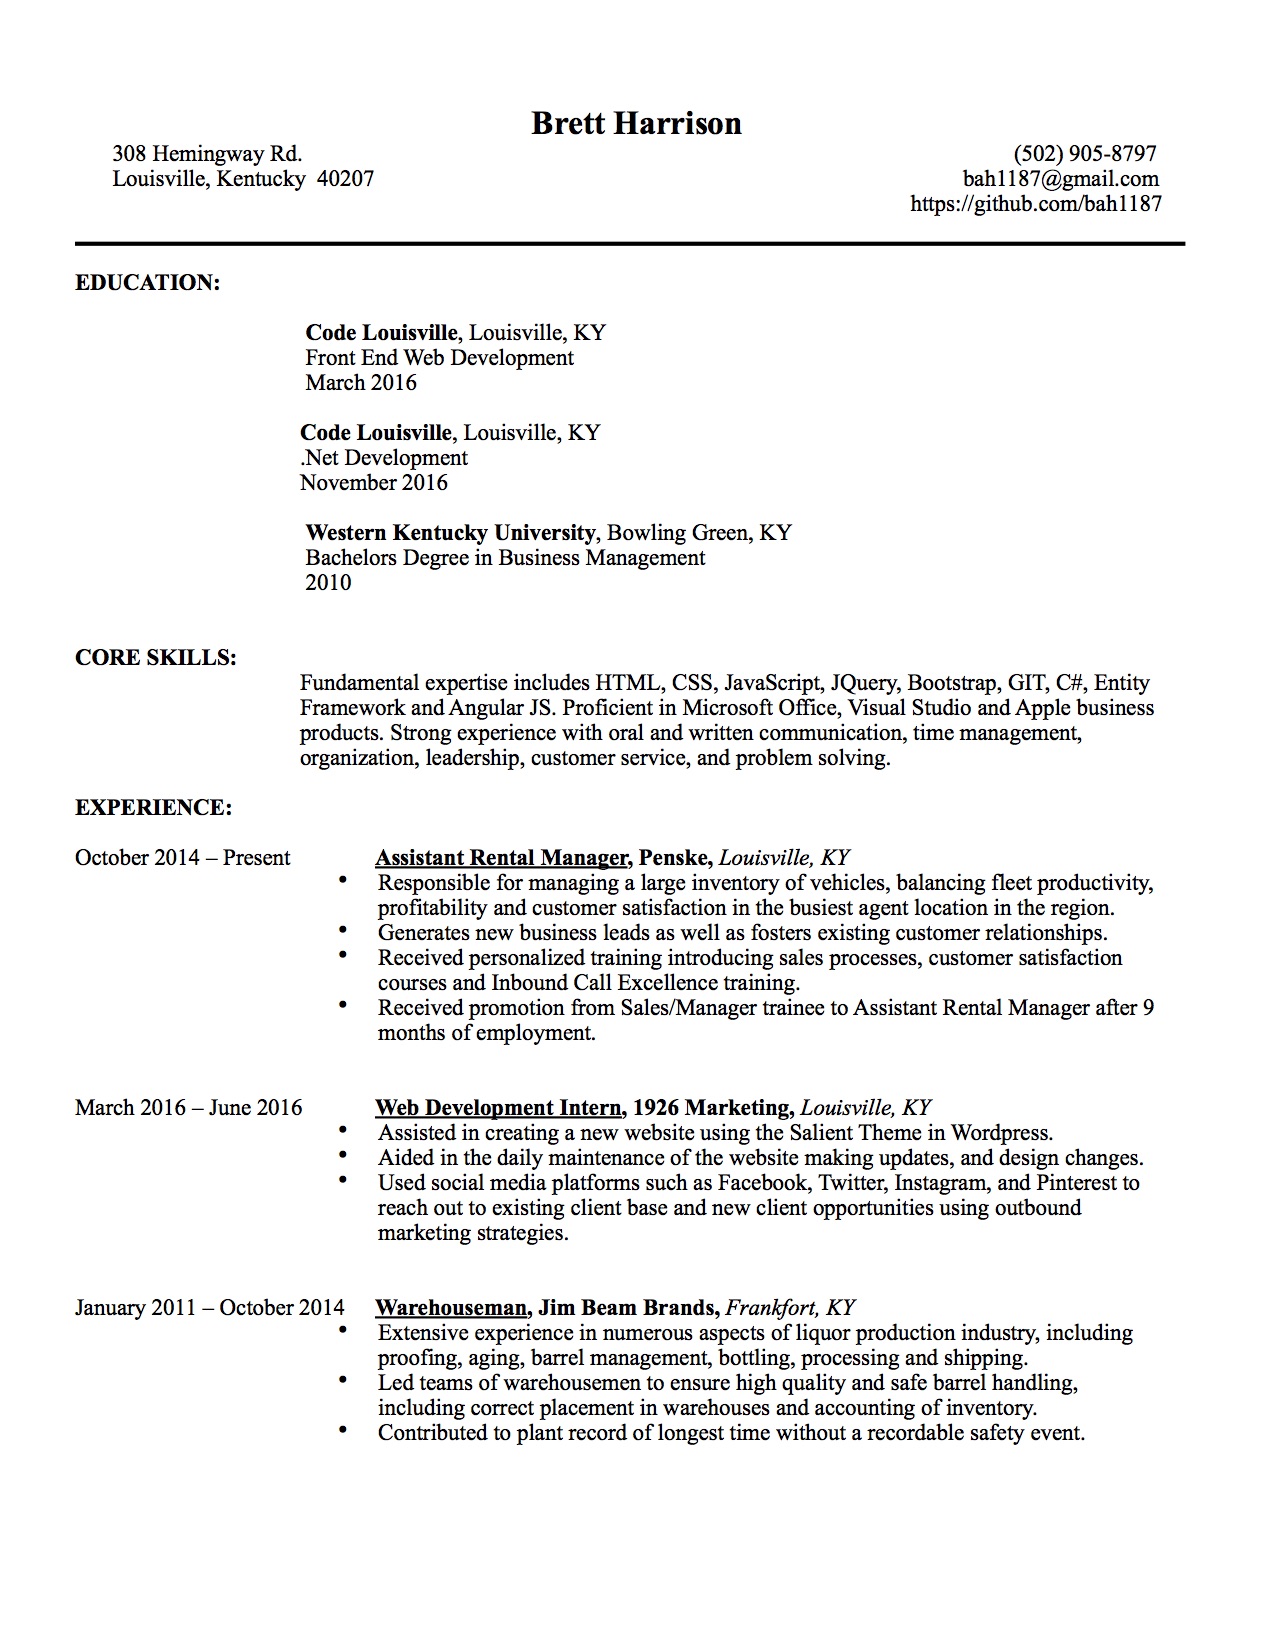 Brett Harrison
308 Hemingway Rd. (502) 905-8797
Louisville, Kentucky 40207 bah1187@gmail.com
https://github.com/bah1187
EDUCATION:
Code Louisville, Louisville, KY
Front End Web Development
March 2016
Code Louisville, Louisville, KY
.Net Development
November 2016
Western Kentucky University, Bowling Green, KY
Bachelors Degree in Business Management
2010
CORE SKILLS:
Fundamental expertise includes HTML, CSS, JavaScript, JQuery, Bootstrap, GIT, C#, Entity
Framework and Angular JS. Proficient in Microsoft Office, Visual Studio and Apple business
products. Strong experience with oral and written communication, time management,
organization, leadership, customer service, and problem solving.
EXPERIENCE:
October 2014 – Present Assistant Rental Manager, Penske, Louisville, KY
• Responsible for managing a large inventory of vehicles, balancing fleet productivity,
profitability and customer satisfaction in the busiest agent location in the region.
• Generates new business leads as well as fosters existing customer relationships.
• Received personalized training introducing sales processes, customer satisfaction
courses and Inbound Call Excellence training.
• Received promotion from Sales/Manager trainee to Assistant Rental Manager after 9
months of employment.
March 2016 – June 2016 Web Development Intern, 1926 Marketing, Louisville, KY
• Assisted in creating a new website using the Salient Theme in Wordpress.
• Aided in the daily maintenance of the website making updates, and design changes.
• Used social media platforms such as Facebook, Twitter, Instagram, and Pinterest to
reach out to existing client base and new client opportunities using outbound
marketing strategies.
January 2011 – October 2014 Warehouseman, Jim Beam Brands, Frankfort, KY
• Extensive experience in numerous aspects of liquor production industry, including
proofing, aging, barrel management, bottling, processing and shipping.
• Led teams of warehousemen to ensure high quality and safe barrel handling,
including correct placement in warehouses and accounting of inventory.
• Contributed to plant record of longest time without a recordable safety event.